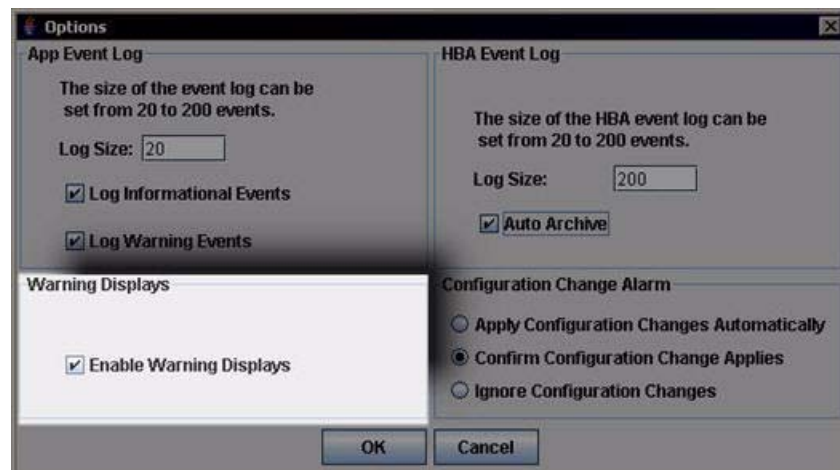 Options
App Event Log
The size of the event log can be
set from 20 to 200 events.
Log Size: 20
Log Informational Events
Log Warning Events
HBA Event Log
The size of the HBA event log can be
set from 20 to 200 events.
Log Size: 200
Auto Archive
Warning Displays
Enable Warning Displays
Configuration Change Alarm
Apply Configuration Changes Automatically
Confirm Configuration Change Applies
Ignore Configuration Changes
OK Cancel